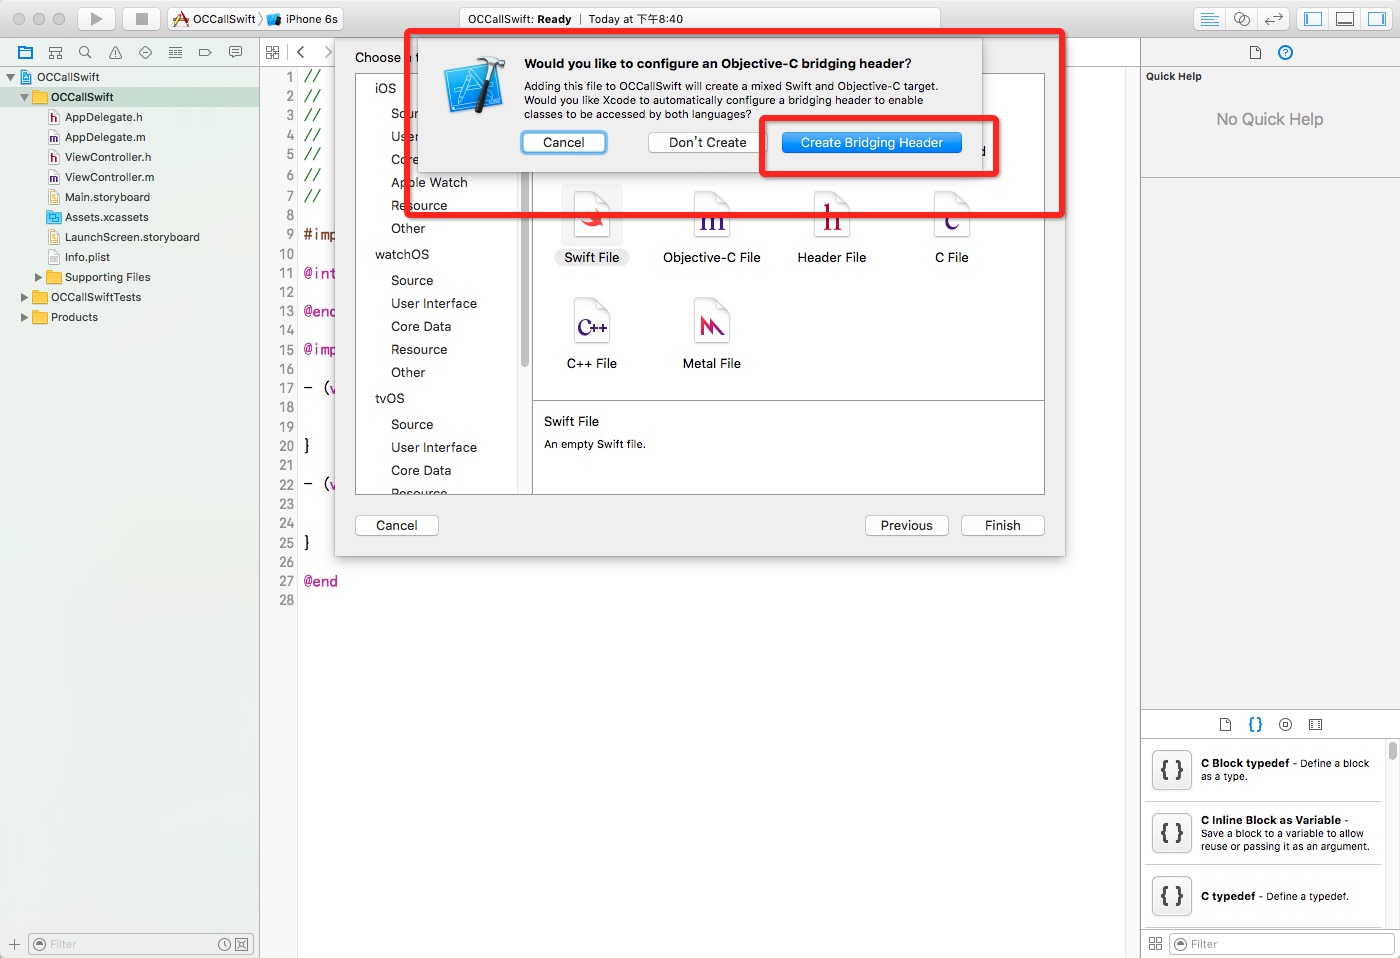 OCCallSwift
iPhone 6s
OCCallSwift: Ready | Today at 下午8:40
OCCallSwift
OCCallSwift
AppDelegate.h
AppDelegate.m
ViewController.h
ViewController.m
Main.storyboard
Assets.xcassets
LaunchScreen.storyboard
Info.plist
Supporting Files
OCCallSwiftTests
Products
Filter
1 //
2 //
3 //
4 //
5 //
6 //
7 //
8
9 #imp
10
11 @int
12
13 @end
14
15 @imp
16
17 - (v
18
19
20 }
21
22 - (v
23
24
25 }
26
27 @end
28
Choose a t
Would you like to configure an Objective-C bridging header?
Adding this file to OCCallSwift will create a mixed Swift and Objective-C target.
Would you like Xcode to automatically configure a bridging header to enable
classes to be accessed by both languages?
Cancel
Don't Create
Create Bridging Header
iOS
Sour
User
Core
Apple Watch
Resource
Other
watchOS
Source
User Interface
Core Data
Resource
Other
tvOS
Source
User Interface
Core Data
Resource
Swift File
Objective-C File
Header File
C File
C++ File
Metal File
Swift File
An empty Swift file.
Cancel
Previous
Finish
Quick Help
No Quick Help
C Block typedef - Define a block
as a type.
C Inline Block as Variable -
Save a block to a variable to allow
reuse or passing it as an argument.
C typedef - Define a typedef.
Filter